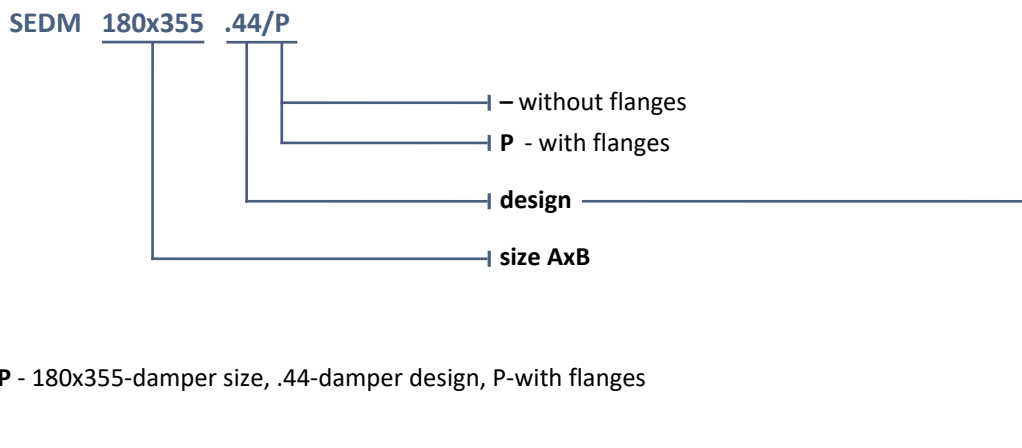 SEDM 180x355 .44/P
– without flanges
P - with flanges
design
size AxB
P - 180x355-damper size, .44-damper design, P-with flanges